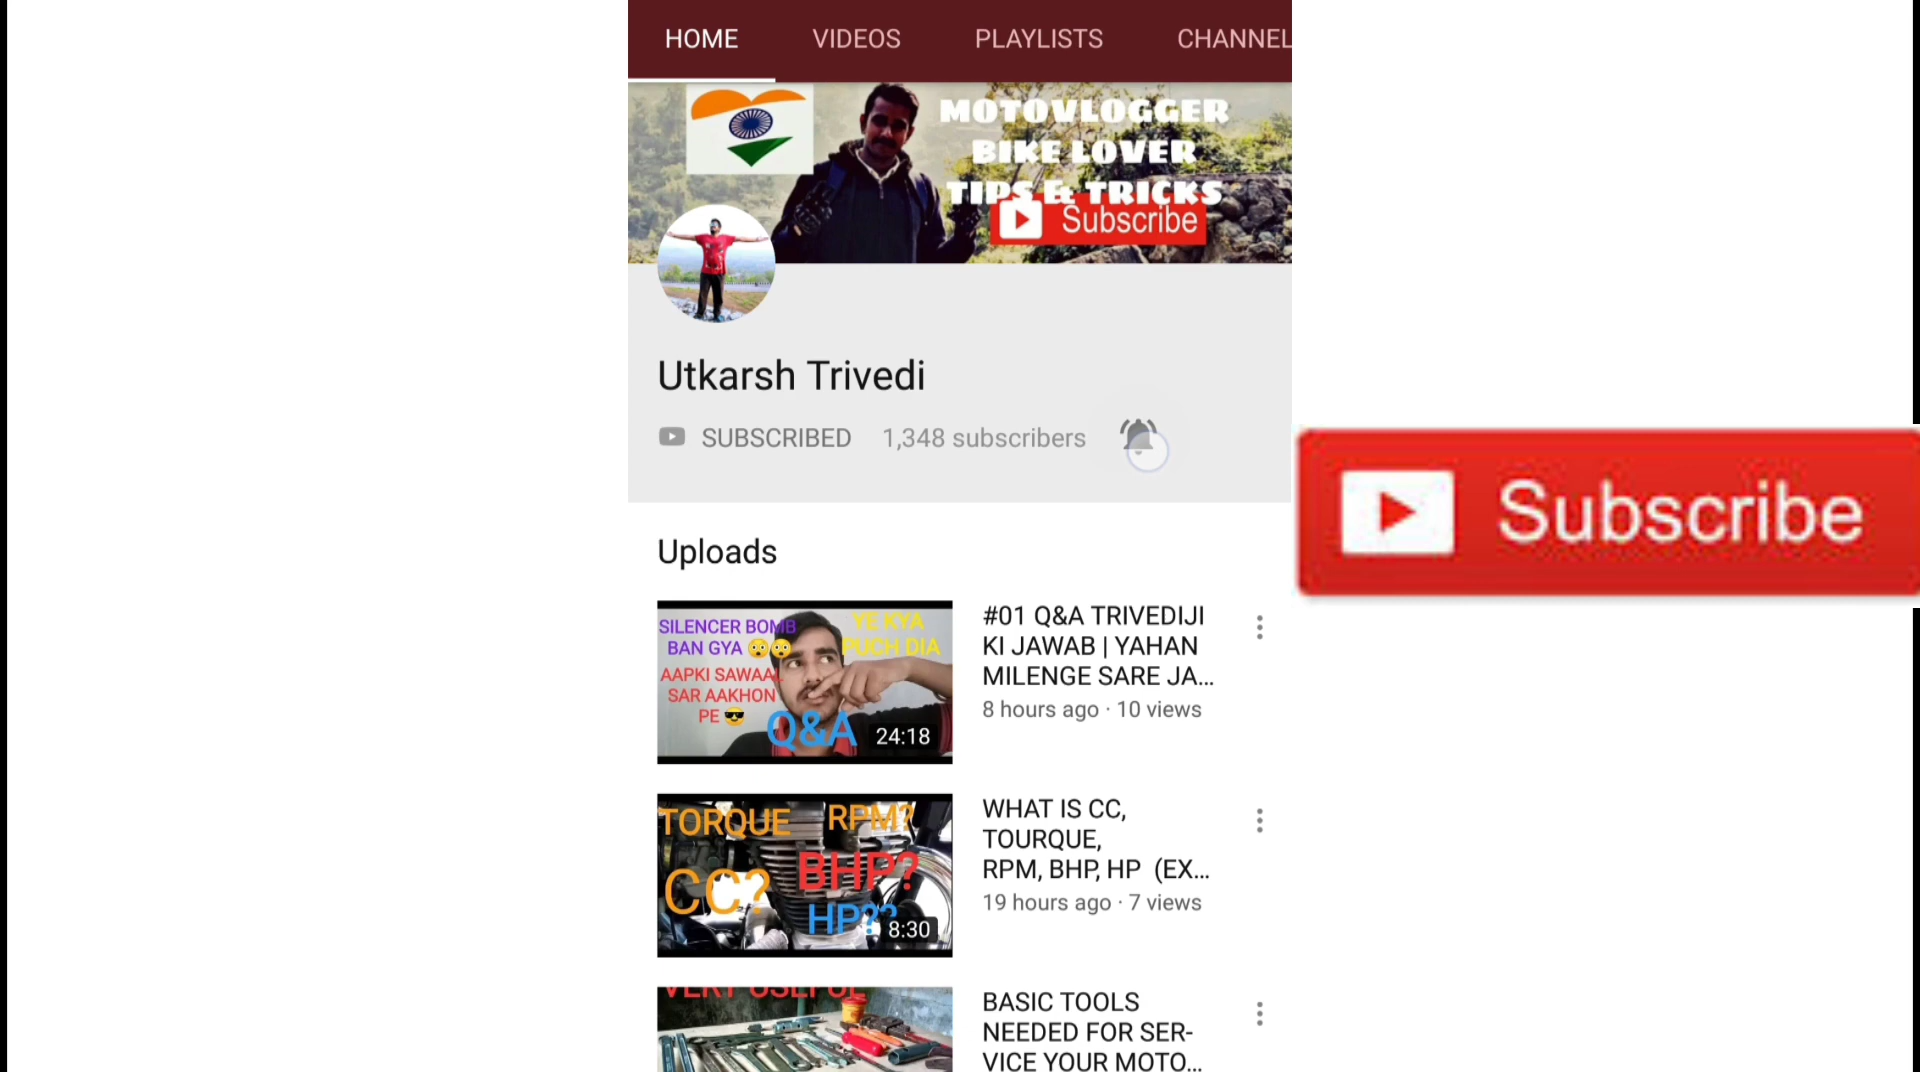 HOME VIDEOS PLAYLISTS CHANNEL
MOTOVLOGGER
BIKE LOVER
TIPS & TRICKS
Subscribe
Utkarsh Trivedi
SUBSCRIBED 1,348 subscribers
Subscribe
Uploads
SILENCER BOMB
BAN GYA
YE KYA
PUCH DIA
AAPKI SAWAAL
SAR AAKHON
PE
Q&A
24:18
#01 Q&A TRIVEDIJI
KI JAWAB | YAHAN
MILENGE SARE JA...
8 hours ago · 10 views
TORQUE RPM?
BHP?
CC?
HP??
8:30
WHAT IS CC,
TOURQUE,
RPM, BHP, HP (EX...
19 hours ago · 7 views
VERY USEFUL
BASIC TOOLS
NEEDED FOR SER-
VICE YOUR MOTO...